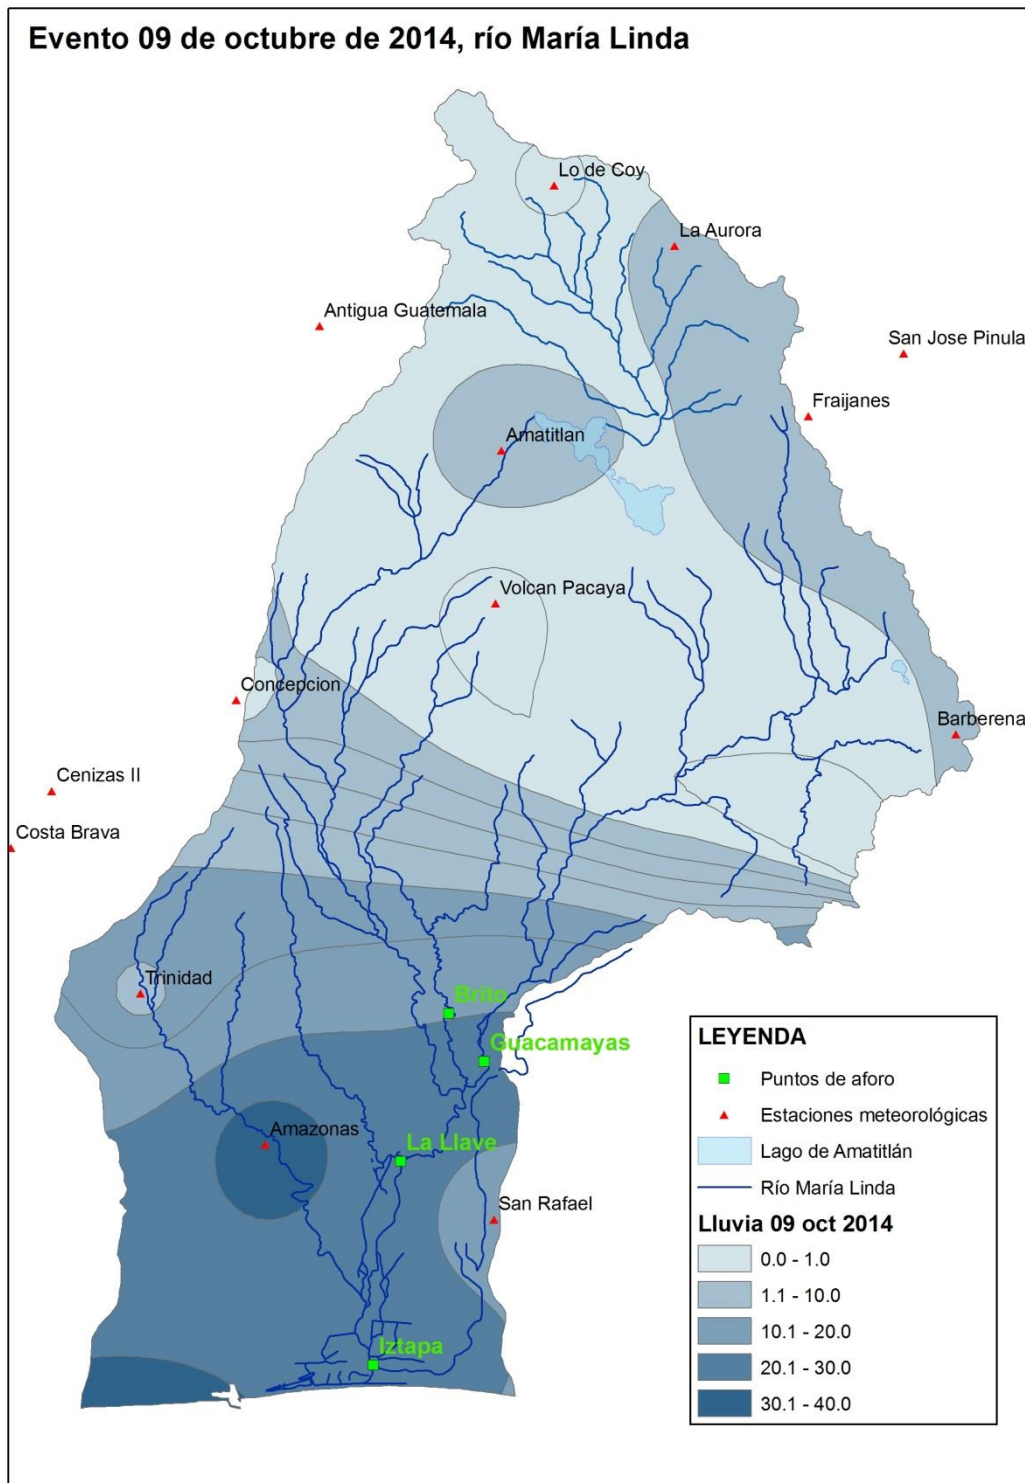 Evento 09 de octubre de 2014, río María Linda
Lo de Coy
La Aurora
Antigua Guatemala
San Jose Pinula
Fraijanes
Amatitlan
Volcan Pacaya
Concepcion
Barberena
Cenizas II
Costa Brava
Trinidad
Brito
Guacamayas
Amazonas
La Llave
San Rafael
Iztapa
LEYENDA
Puntos de aforo
Estaciones meteorológicas
Lago de Amatitlán
Río María Linda
Lluvia 09 oct 2014
0.0 - 1.0
1.1 - 10.0
10.1 - 20.0
20.1 - 30.0
30.1 - 40.0